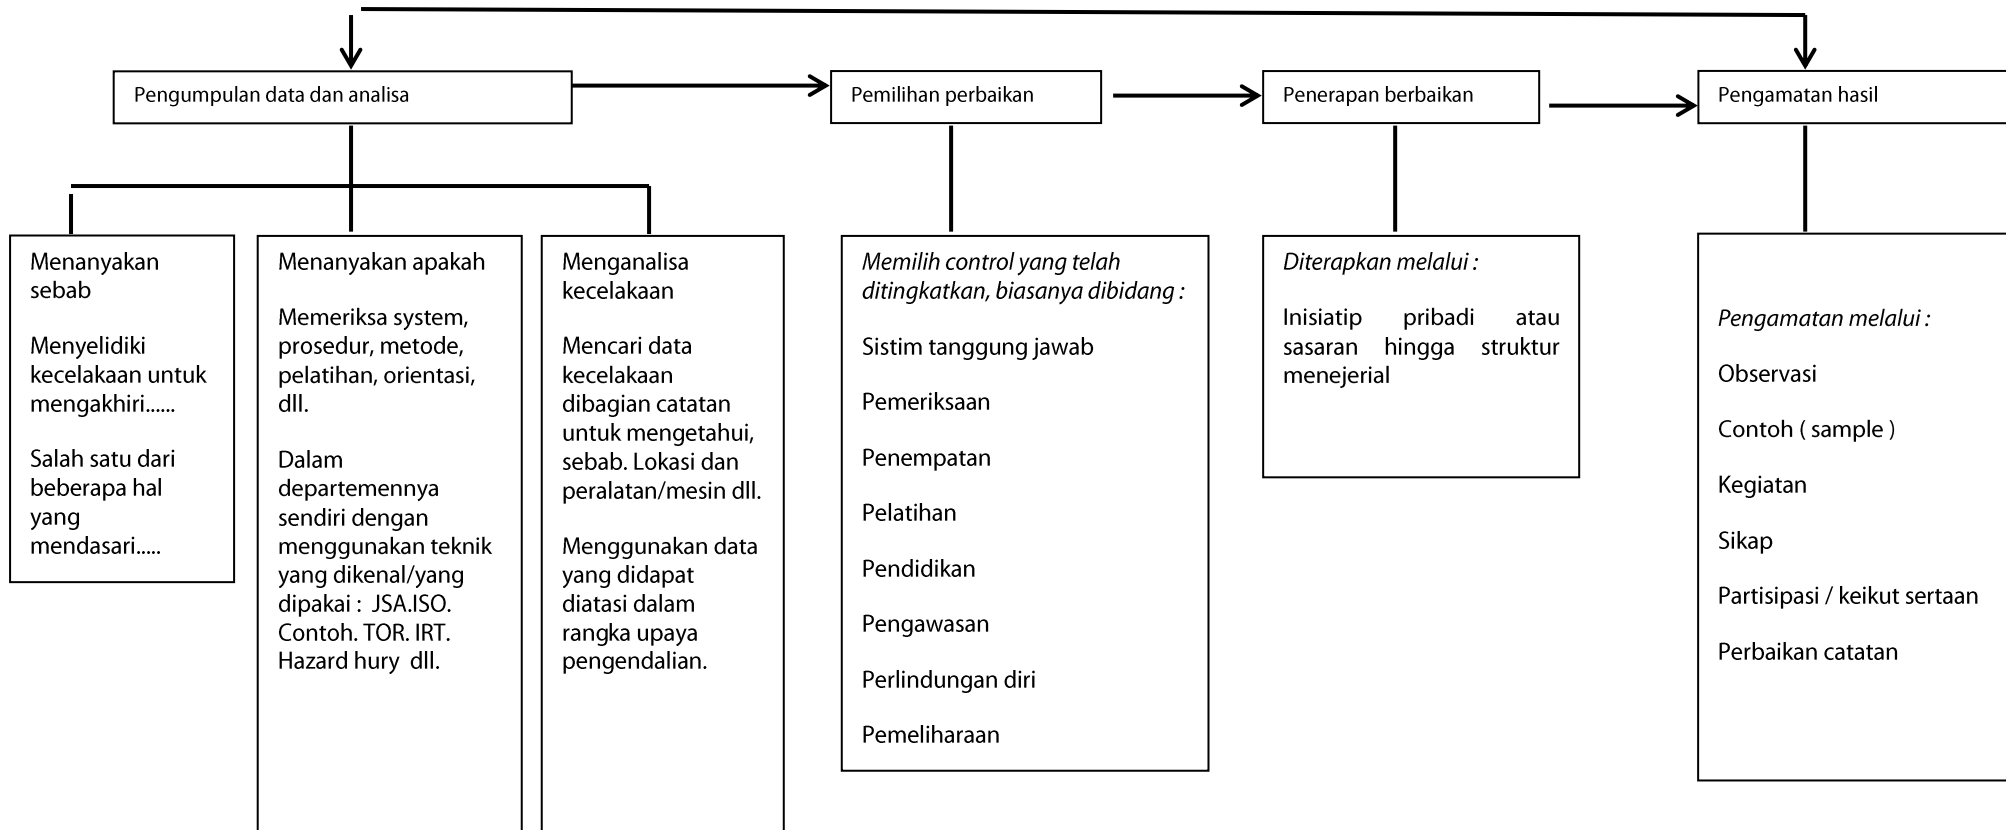 Pengumpulan data dan analisa
Pemilihan perbaikan
Penerapan berbaikan
Pengamatan hasil
Menanyakan
sebab
Menyelidiki
kecelakaan untuk
mengakhiri......
Salah satu dari
beberapa hal
yang
mendasari.....
Menanyakan apakah
Memeriksa system,
prosedur, metode,
pelatihan, orientasi,
dll.
Dalam
departemennya
sendiri dengan
menggunakan teknik
yang dikenal/yang
dipakai : JSA.ISO.
Contoh. TOR. IRT.
Hazard hury dll.
Menganalisa
kecelakaan
Mencari data
kecelakaan
dibagian catatan
untuk mengetahui,
sebab. Lokasi dan
peralatan/mesin dll.
Menggunakan data
yang didapat
diatasi dalam
rangka upaya
pengendalian.
Memilih control yang telah
ditingkatkan, biasanya dibidang :
Sistim tanggung jawab
Pemeriksaan
Penempatan
Pelatihan
Pendidikan
Pengawasan
Perlindungan diri
Pemeliharaan
Diterapkan melalui :
Inisiatip pribadi atau
sasaran hingga struktur
menejerial
Pengamatan melalui :
Observasi
Contoh ( sample )
Kegiatan
Sikap
Partisipasi / keikut sertaan
Perbaikan catatan